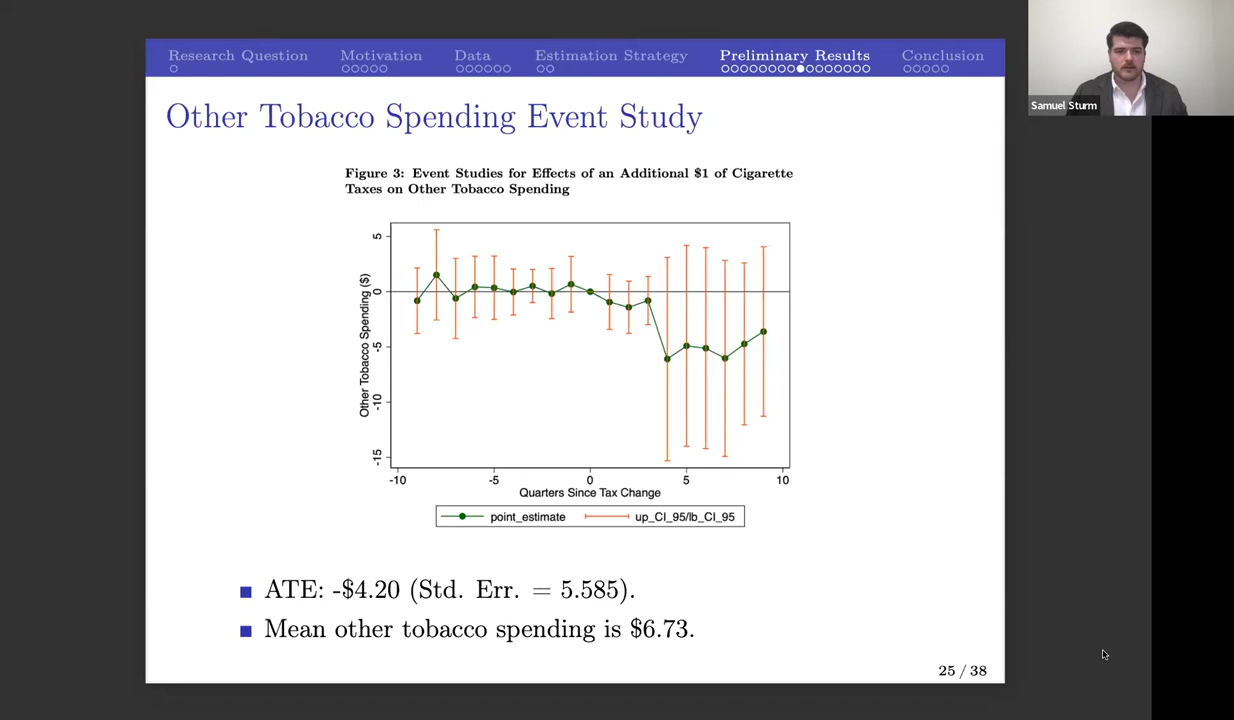 Research Question Motivation Data Estimation Strategy Preliminary Results Conclusion
Samuel Sturm
Other Tobacco Spending Event Study
Figure 3: Event Studies for Effects of an Additional $1 of Cigarette
Taxes on Other Tobacco Spending
Other Tobacco Spending ($)
5
0
-5
-10
-15
-10 -5 0 5 10
Quarters Since Tax Change
point_estimate up_CI_95/lb_CI_95
ATE: -$4.20 (Std. Err. = 5.585).
Mean other tobacco spending is $6.73.
25 / 38